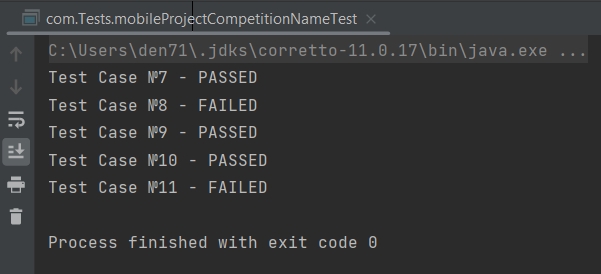 com.Tests.mobileProjectCompetitionNameTest
C:\Users\den71\.jdks\corretto-11.0.17\bin\java.exe ...
Test Case №7 - PASSED
Test Case №8 - FAILED
Test Case №9 - PASSED
Test Case №10 - PASSED
Test Case №11 - FAILED
Process finished with exit code 0